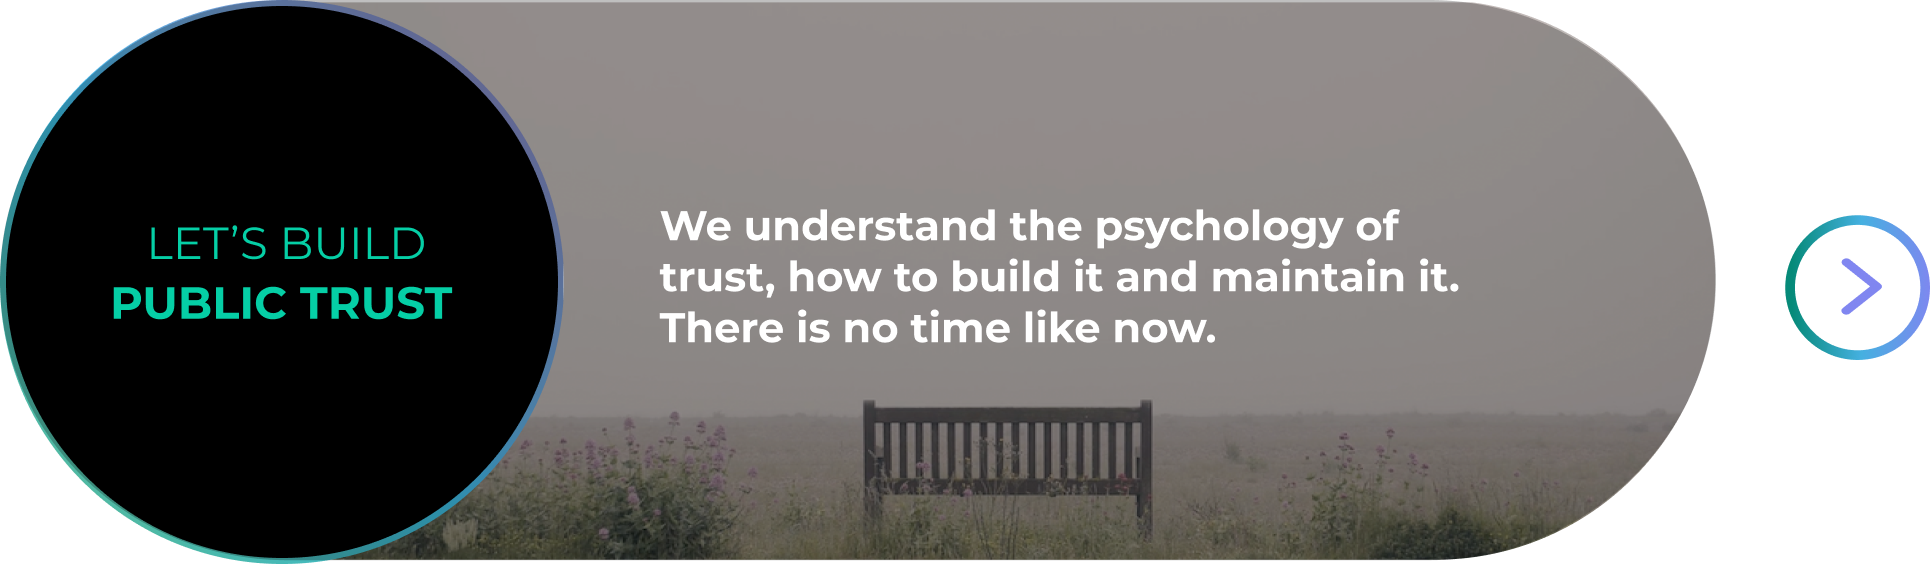 LET’S BUILD
PUBLIC TRUST
We understand the psychology of
trust, how to build it and maintain it.
There is no time like now.